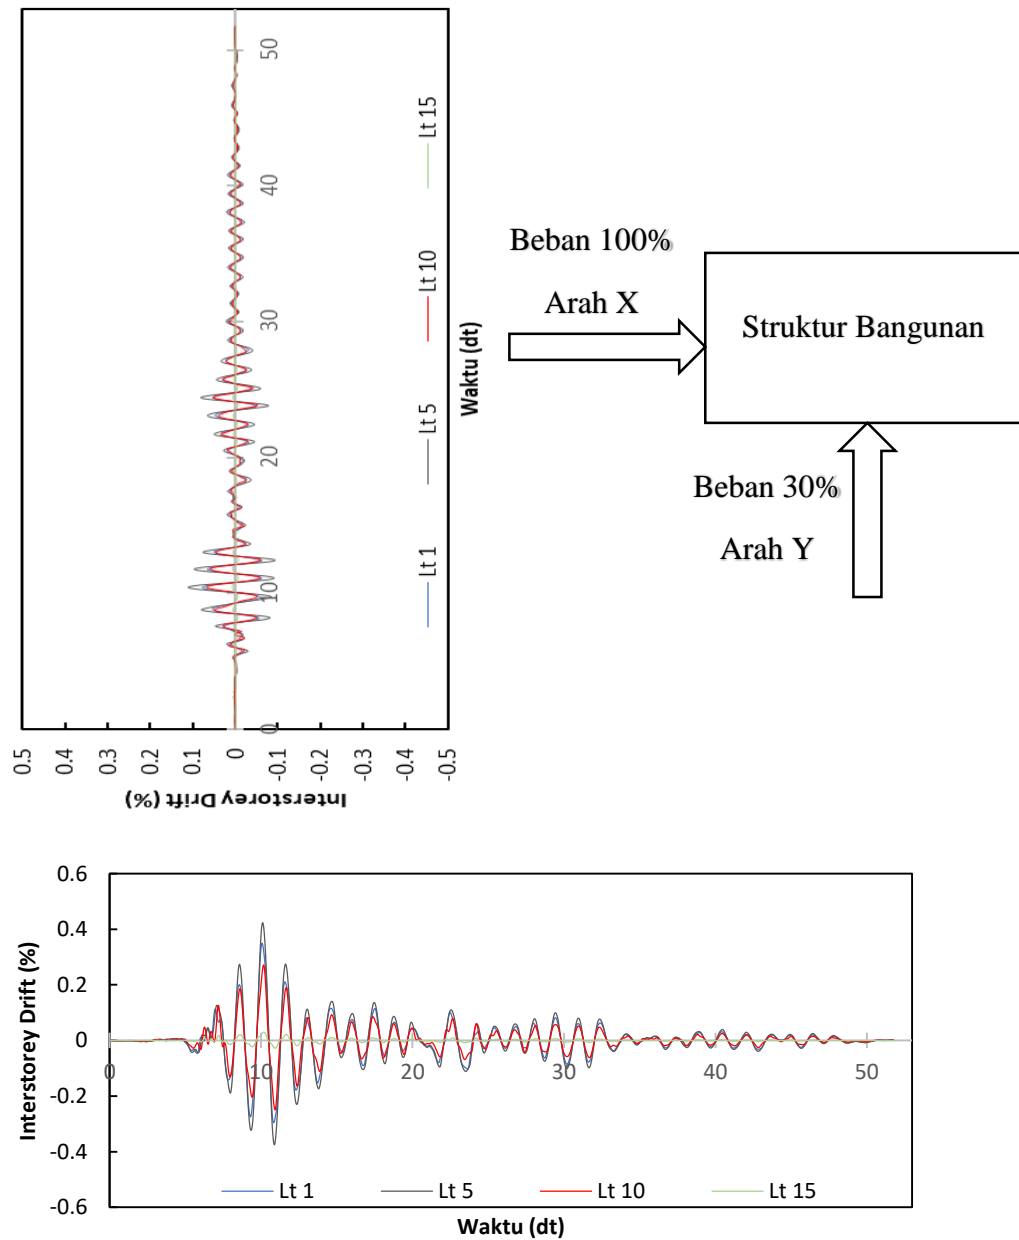 0.5
0.4
0.3
0.2
0.1
0
-0.1
-0.2
-0.3
-0.4
-0.5
Interstorey Drift (%)
0
10
20
30
40
50
Waktu (dt)
Lt 1
Lt 5
Lt 10
Lt 15
Beban 100%
Arah X
Struktur Bangunan
Beban 30%
Arah Y
0.6
0.4
0.2
0
-0.2
-0.4
-0.6
Interstorey Drift (%)
0
10
20
30
40
50
Lt 1
Lt 5
Lt 10
Lt 15
Waktu (dt)